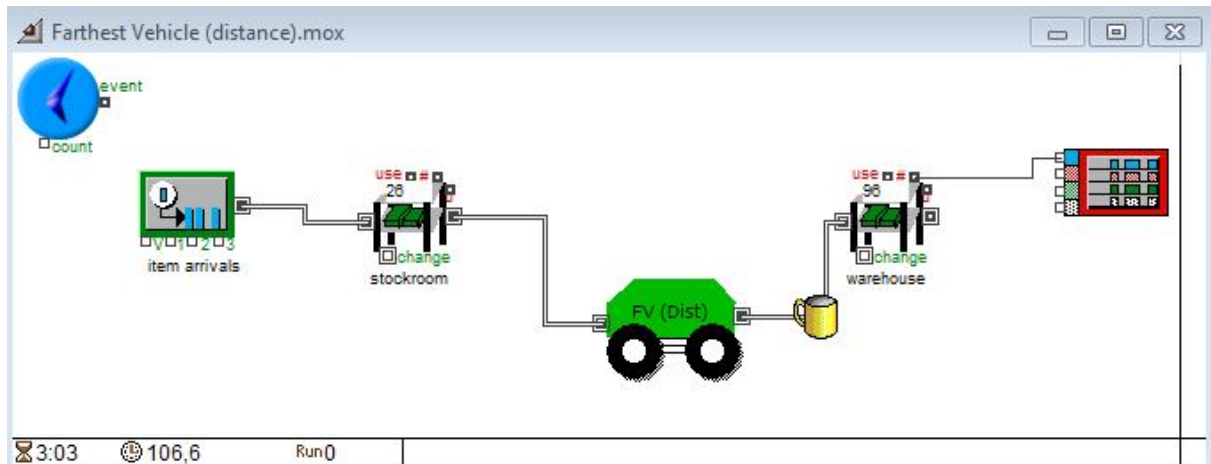 Farthest Vehicle (distance).mox
event
count
use #
26
change
stockroom
V 1 2 3
item arrivals
FV (Dist)
use #
96
change
warehouse
3:03 106,6 Run0